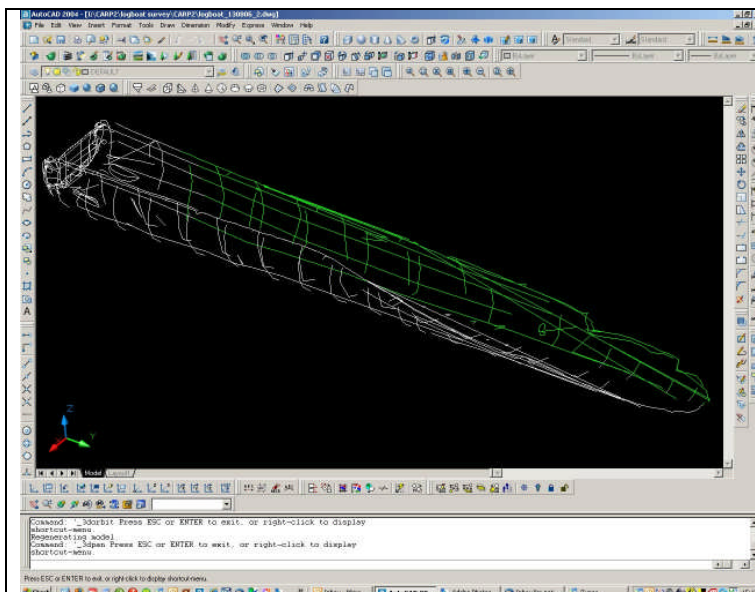 AutoCAD 2004 - [U:\CARP2\logboat survey\CARP2\logboat_130806_2.dwg]
File Edit View Insert Format Tools Draw Dimension Modify Express Window Help
Standard Standard
DEFAULT ByLayer ByLayer ByLayer
Z
Y
Model Layout1
Command: '_3dorbit Press ESC or ENTER to exit, or right-click to display
shortcut-menu.
Regenerating model.
Command: '_3dpan Press ESC or ENTER to exit, or right-click to display
shortcut-menu.
Press ESC or ENTER to exit, or right-click to display shortcut-menu.
Start